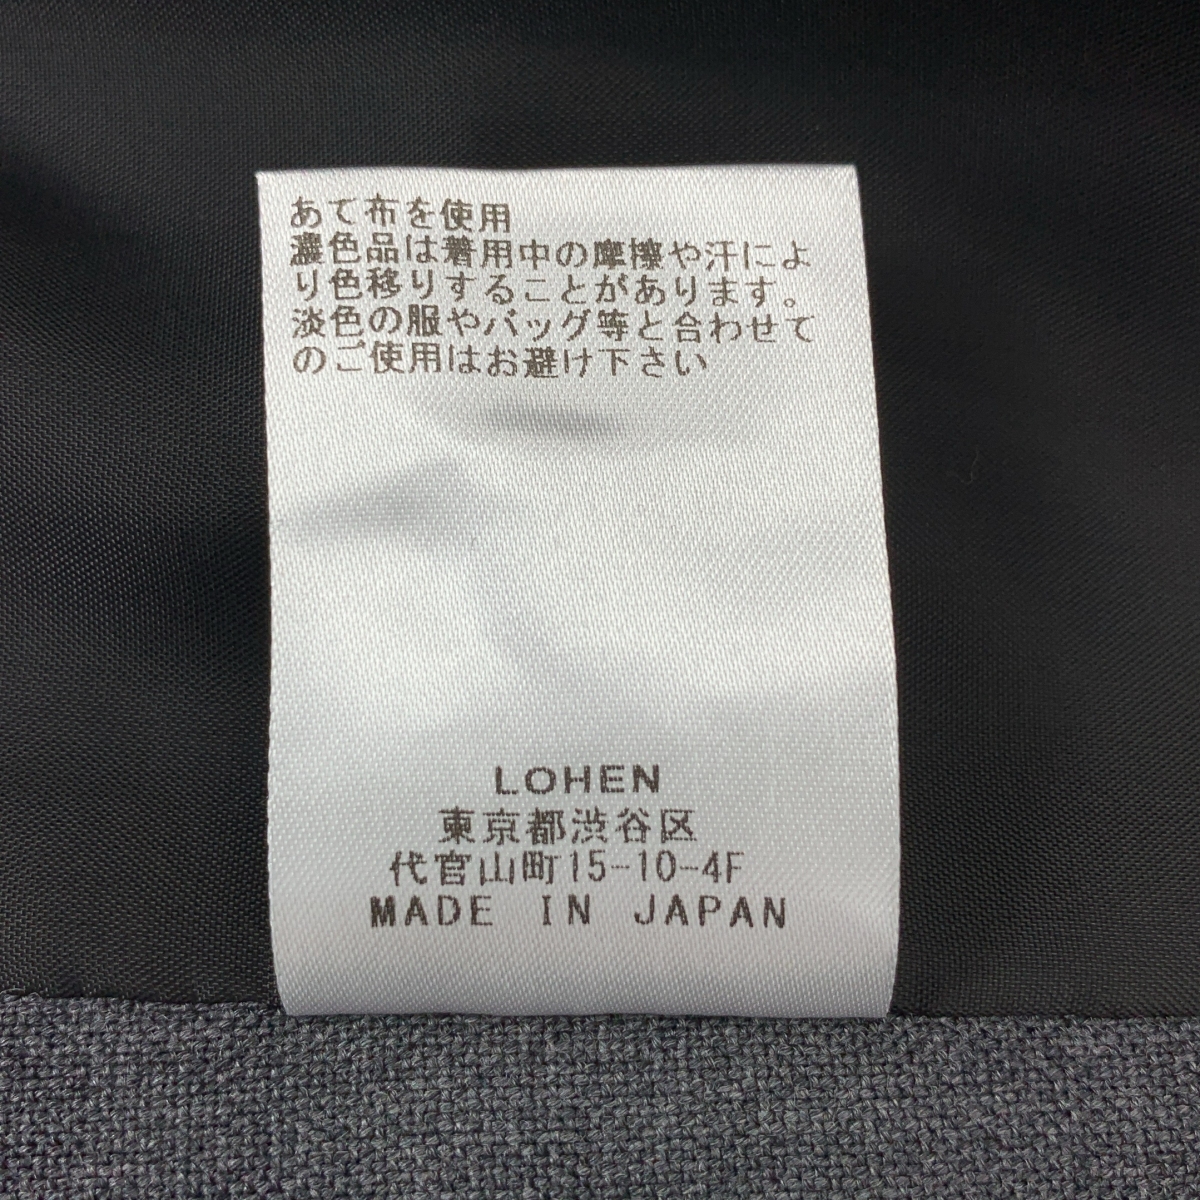 あて布を使用
濃色品は着用中の摩擦や汗によ
り色移りすることがあります。
淡色の服やバッグ等と合わせて
のご使用はお避け下さい
LOHEN
東京都渋谷区
代官山町15-10-4F
MADE IN JAPAN